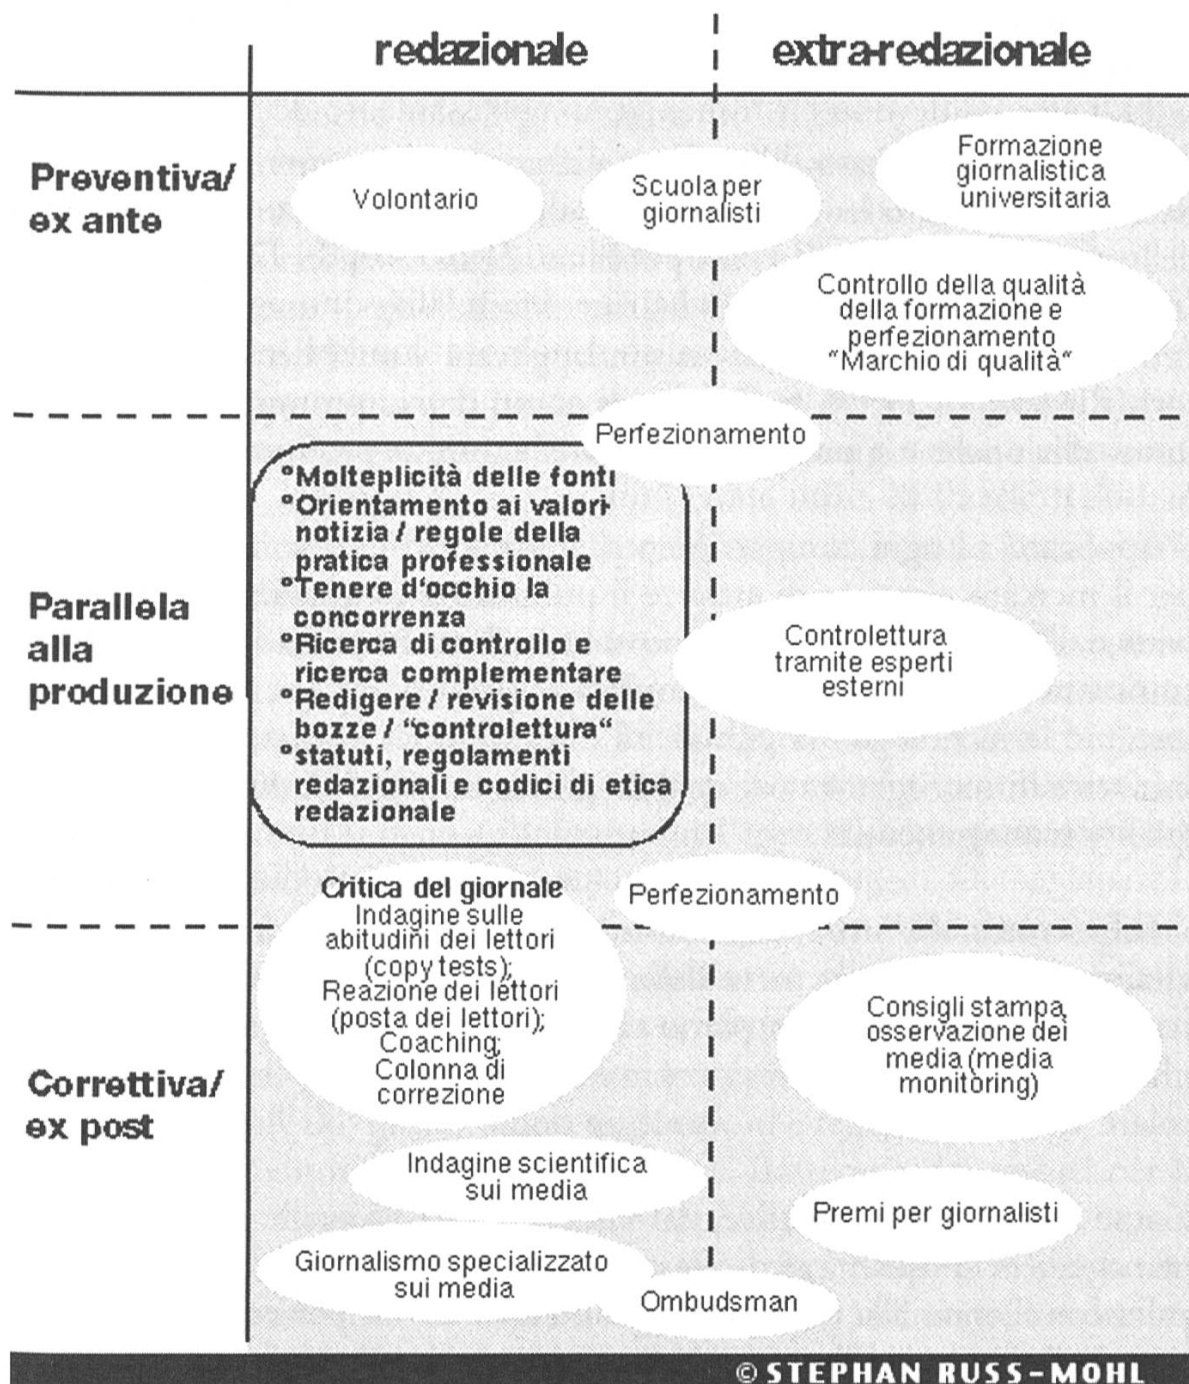 redazionale
extra-redazionale
Preventiva/
ex ante
Volontario
Scuola per
giornalisti
Formazione
giornalistica
universitaria
Controllo della qualità
della formazione e
perfezionamento
“Marchio di qualità“
Perfezionamento
Parallela
alla
produzione
°Molteplicità delle fonti
°Orientamento ai valori-
notizia / regole della
pratica professionale
°Tenere d'occhio la
concorrenza
°Ricerca di controllo e
ricerca complementare
°Redigere / revisione delle
bozze / “controlettura“
°statuti, regolamenti
redazionali e codici di etica
redazionale
Controlettura
tramite esperti
esterni
Perfezionamento
Correttiva/
ex post
Critica del giornale
Indagine sulle
abitudini dei lettori
(copy tests);
Reazione dei lettori
(posta dei lettori);
Coaching;
Colonna di
correzione
Consigli stampa,
osservazione dei
media (media
monitoring)
Indagine scientifica
sui media
Premi per giornalisti
Giornalismo specializzato
sui media
Ombudsman
© STEPHAN RUSS-MOHL